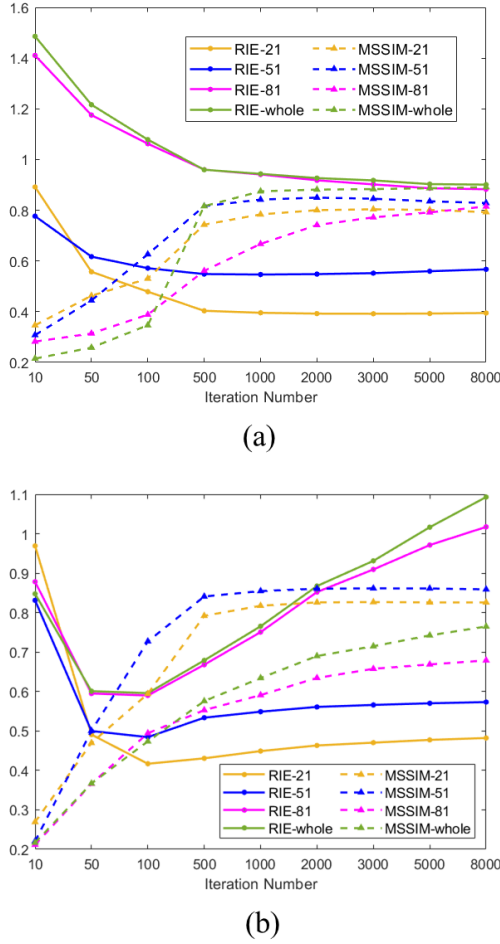 1.6
1.4
1.2
1
0.8
0.6
0.4
0.2
RIE-21
RIE-51
RIE-81
RIE-whole
MSSIM-21
MSSIM-51
MSSIM-81
MSSIM-whole
10 50 100 500 1000 2000 3000 5000 8000
Iteration Number
(a)
1.1
1
0.9
0.8
0.7
0.6
0.5
0.4
0.3
0.2
RIE-21
RIE-51
RIE-81
RIE-whole
MSSIM-21
MSSIM-51
MSSIM-81
MSSIM-whole
10 50 100 500 1000 2000 3000 5000 8000
Iteration Number
(b)